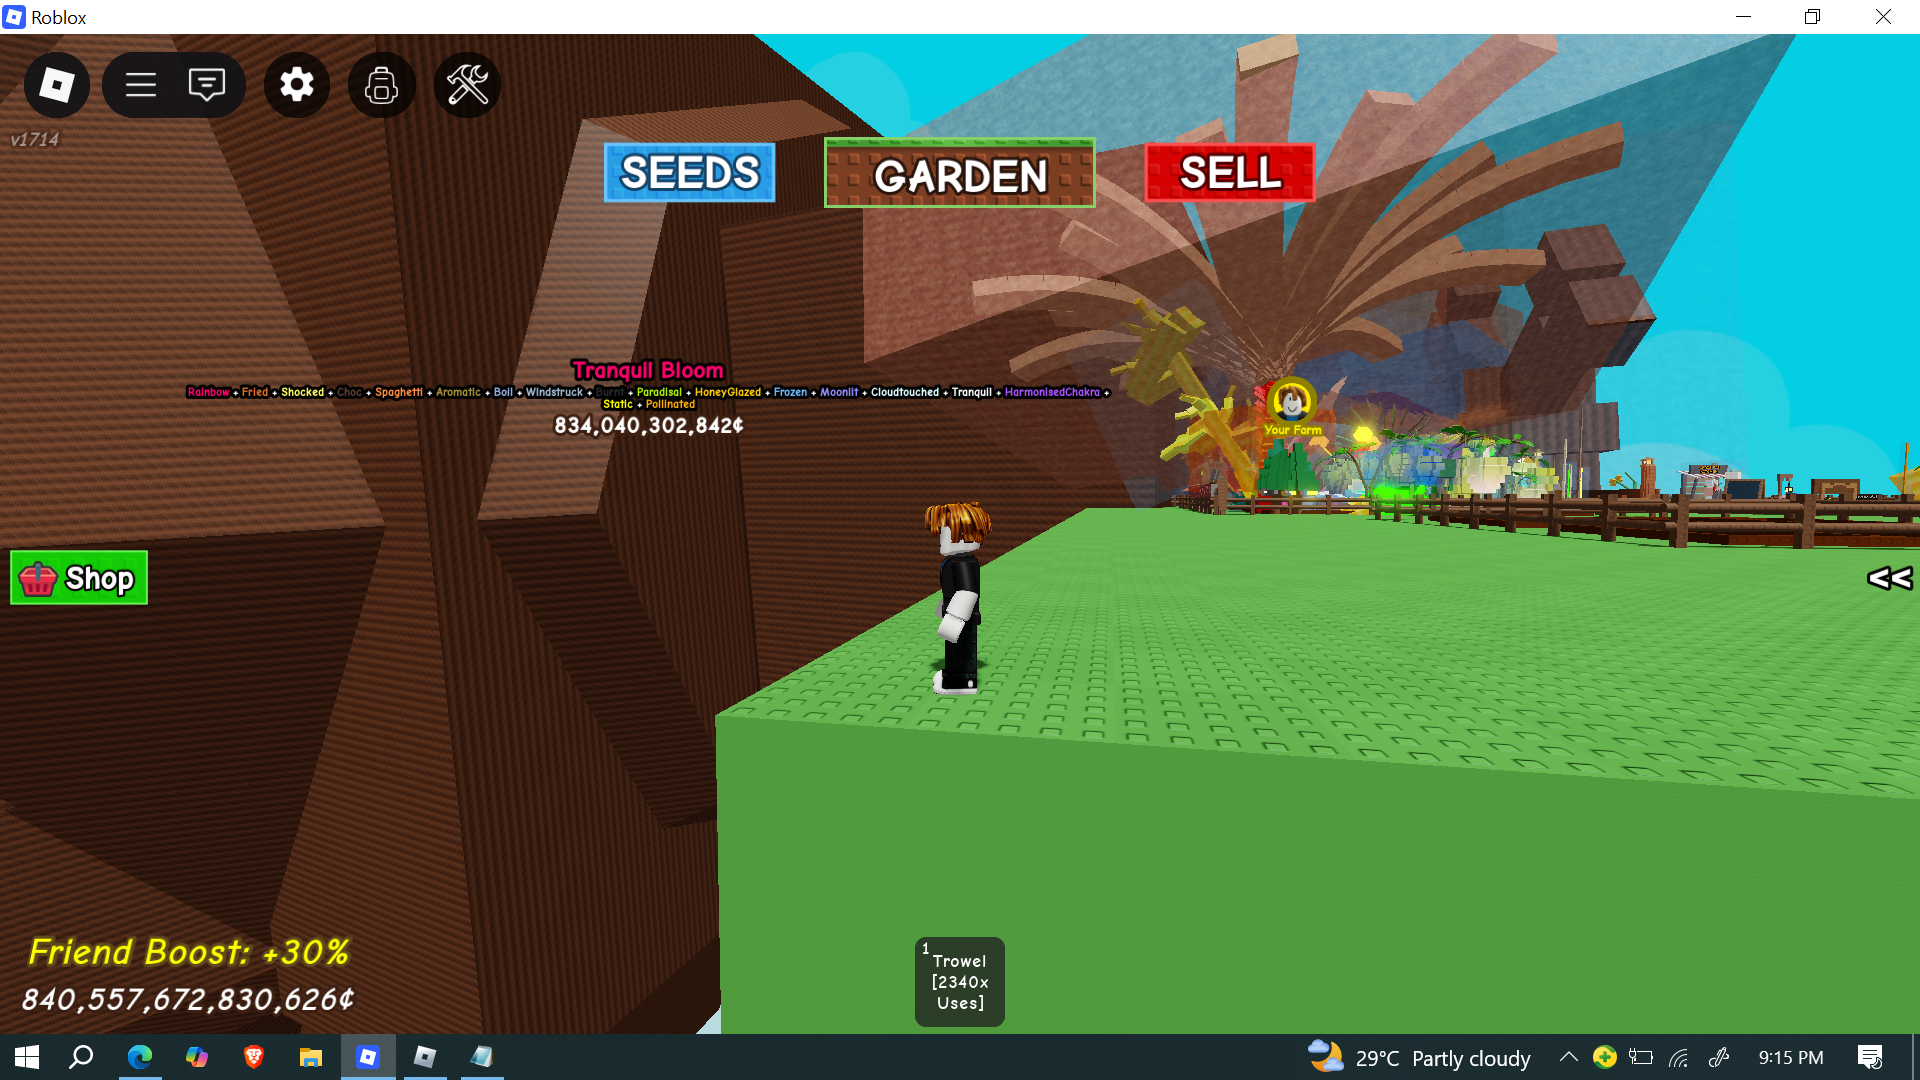 Roblox
v1714
SEEDS
GARDEN
SELL
Tranquil Bloom
Rainbow + Fried + Shocked + Choc + Spaghetti + Aromatic + Boil + Windstruck + Burnt + Paradisal + HoneyGlazed + Frozen + Moonlit + Cloudtouched + Tranquil + HarmonisedChakra +
Static + Pollinated
834,040,302,842¢
Your Farm
Shop
<<
Friend Boost: +30%
840,557,672,830,626¢
1
Trowel
[2340x
Uses]
29°C Partly cloudy
9:15 PM